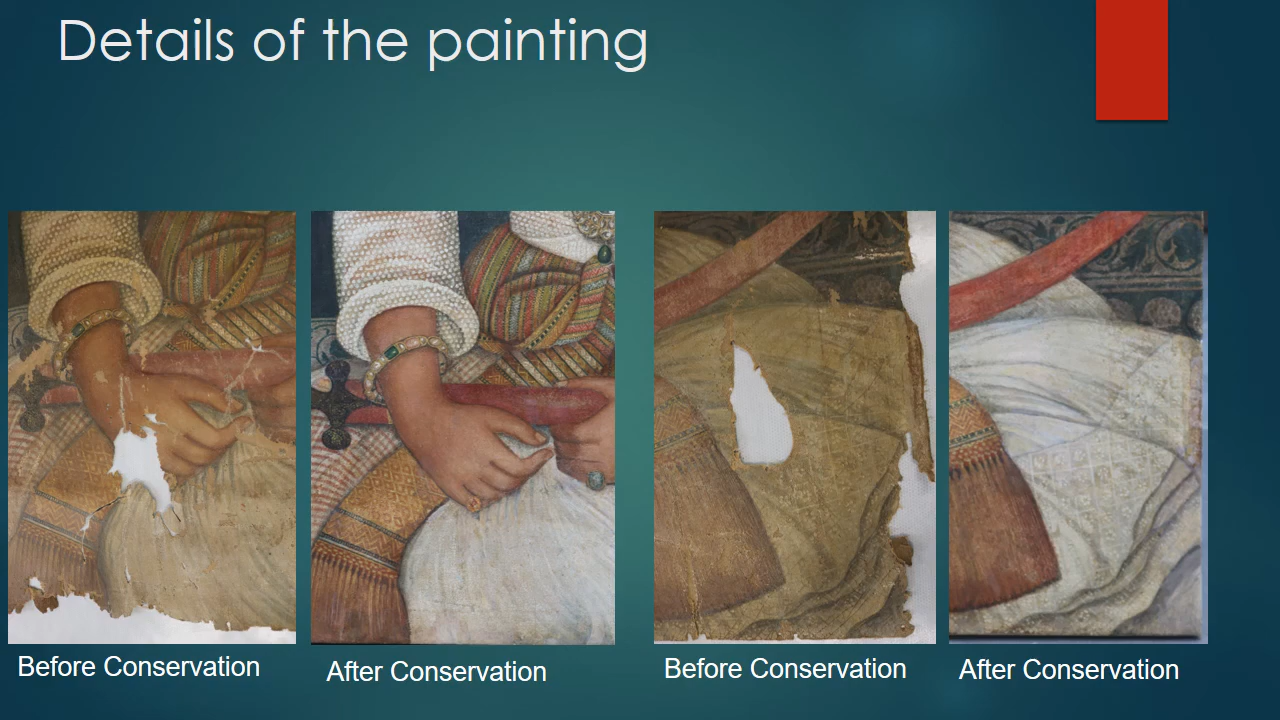 Details of the painting
Before Conservation
After Conservation
Before Conservation
After Conservation